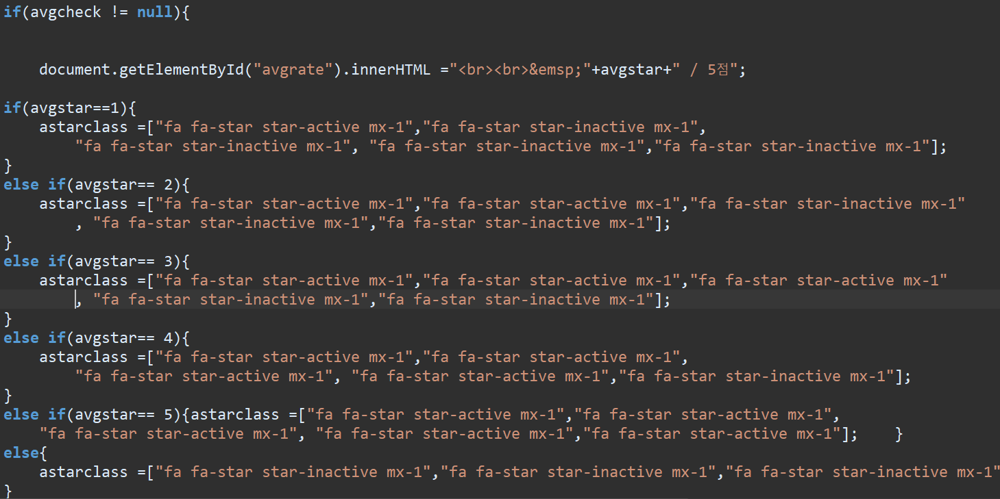 if(avgcheck != null){
document.getElementById("avgrate").innerHTML ="<br><br>&emsp;"+avgstar+" / 5점";
if(avgstar==1){
astarclass =["fa fa-star star-active mx-1","fa fa-star star-inactive mx-1",
"fa fa-star star-inactive mx-1", "fa fa-star star-inactive mx-1","fa fa-star star-inactive mx-1"];
}
else if(avgstar== 2){
astarclass =["fa fa-star star-active mx-1","fa fa-star star-active mx-1","fa fa-star star-inactive mx-1"
, "fa fa-star star-inactive mx-1","fa fa-star star-inactive mx-1"];
}
else if(avgstar== 3){
astarclass =["fa fa-star star-active mx-1","fa fa-star star-active mx-1","fa fa-star star-active mx-1"
, "fa fa-star star-inactive mx-1","fa fa-star star-inactive mx-1"];
}
else if(avgstar== 4){
astarclass =["fa fa-star star-active mx-1","fa fa-star star-active mx-1",
"fa fa-star star-active mx-1", "fa fa-star star-active mx-1","fa fa-star star-inactive mx-1"];
}
else if(avgstar== 5){astarclass =["fa fa-star star-active mx-1","fa fa-star star-active mx-1",
"fa fa-star star-active mx-1", "fa fa-star star-active mx-1","fa fa-star star-active mx-1"];    }
else{
astarclass =["fa fa-star star-inactive mx-1","fa fa-star star-inactive mx-1","fa fa-star star-inactive mx-1"
}